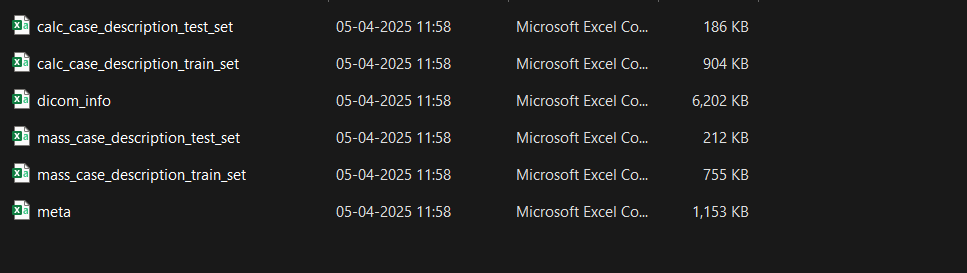 calc_case_description_test_set 05-04-2025 11:58 Microsoft Excel Co... 186 KB
calc_case_description_train_set 05-04-2025 11:58 Microsoft Excel Co... 904 KB
dicom_info 05-04-2025 11:58 Microsoft Excel Co... 6,202 KB
mass_case_description_test_set 05-04-2025 11:58 Microsoft Excel Co... 212 KB
mass_case_description_train_set 05-04-2025 11:58 Microsoft Excel Co... 755 KB
meta 05-04-2025 11:58 Microsoft Excel Co... 1,153 KB